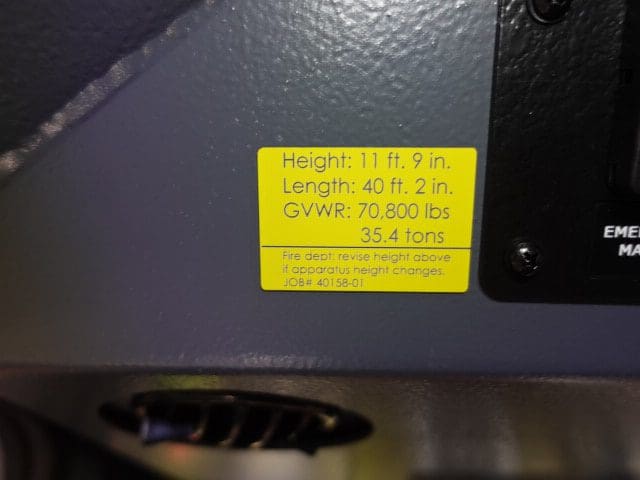 Height: 11 ft. 9 in.
Length: 40 ft. 2 in.
GVWR: 70,800 lbs
35.4 tons
Fire dept: revise height above
if apparatus height changes.
JOB# 40158-01